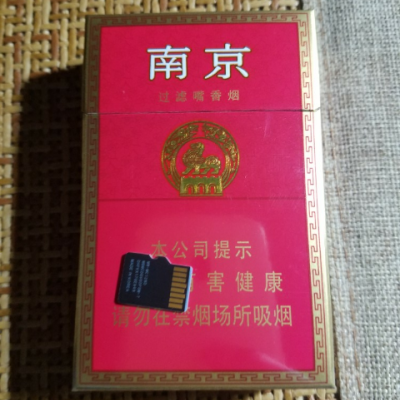 南京
过滤嘴香烟
本公司提示
害健康
请勿在禁烟场所吸烟